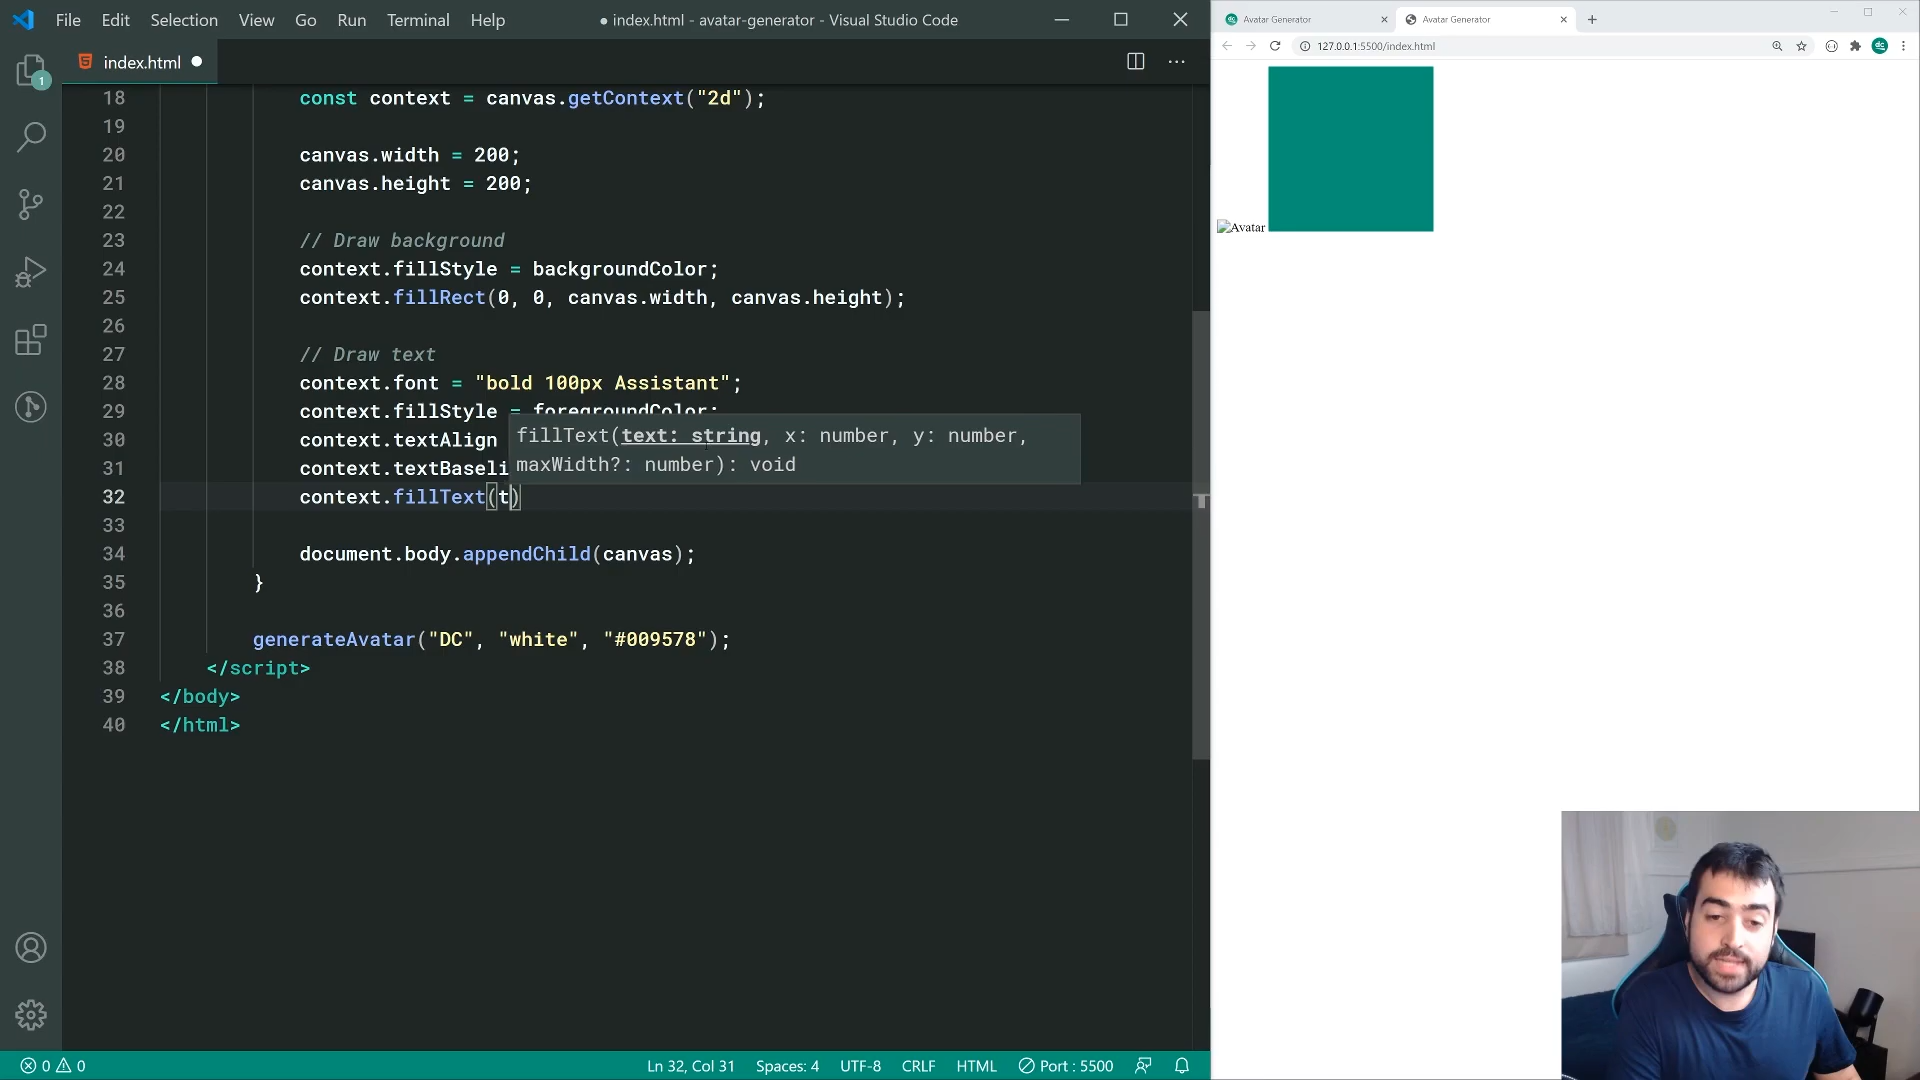 File Edit Selection View Go Run Terminal Help
● index.html - avatar-generator - Visual Studio Code
1
index.html
18 const context = canvas.getContext("2d");
19
20 canvas.width = 200;
21 canvas.height = 200;
22
23 // Draw background
24 context.fillStyle = backgroundColor;
25 context.fillRect(0, 0, canvas.width, canvas.height);
26
27 // Draw text
28 context.font = "bold 100px Assistant";
29 context.fillStyle = foregroundColor;
30 context.textAlign
31 context.textBaseli
fillText(text: string, x: number, y: number,
maxWidth?: number): void
32 context.fillText(t)
33
34 document.body.appendChild(canvas);
35 }
36
37 generateAvatar("DC", "white", "#009578");
38 </script>
39 </body>
40 </html>
0 0
Ln 32, Col 31 Spaces: 4 UTF-8 CRLF HTML Port : 5500
dc Avatar Generator
Avatar Generator
127.0.0.1:5500/index.html
dc
Avatar